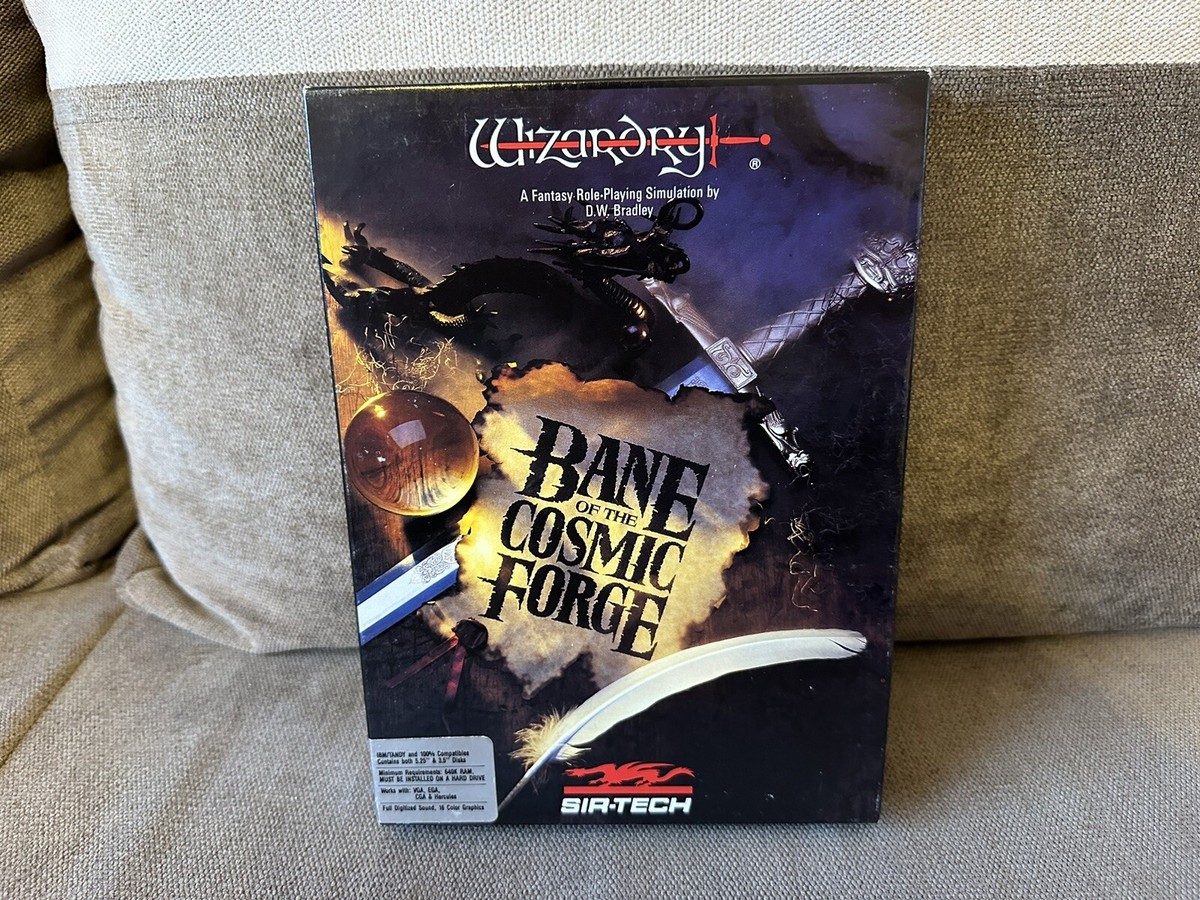 Wizardry
®
A Fantasy Role-Playing Simulation by
D.W. Bradley
BANE
OF THE
COSMIC
FORGE
IBM/TANDY and 100% Compatibles
Contains both 5.25" & 3.5" Disks
Minimum Requirements: 640K RAM,
MUST BE INSTALLED ON A HARD DRIVE
Works with: VGA, EGA,
CGA & Hercules
Full Digitized Sound, 16 Color Graphics
SIR-TECH